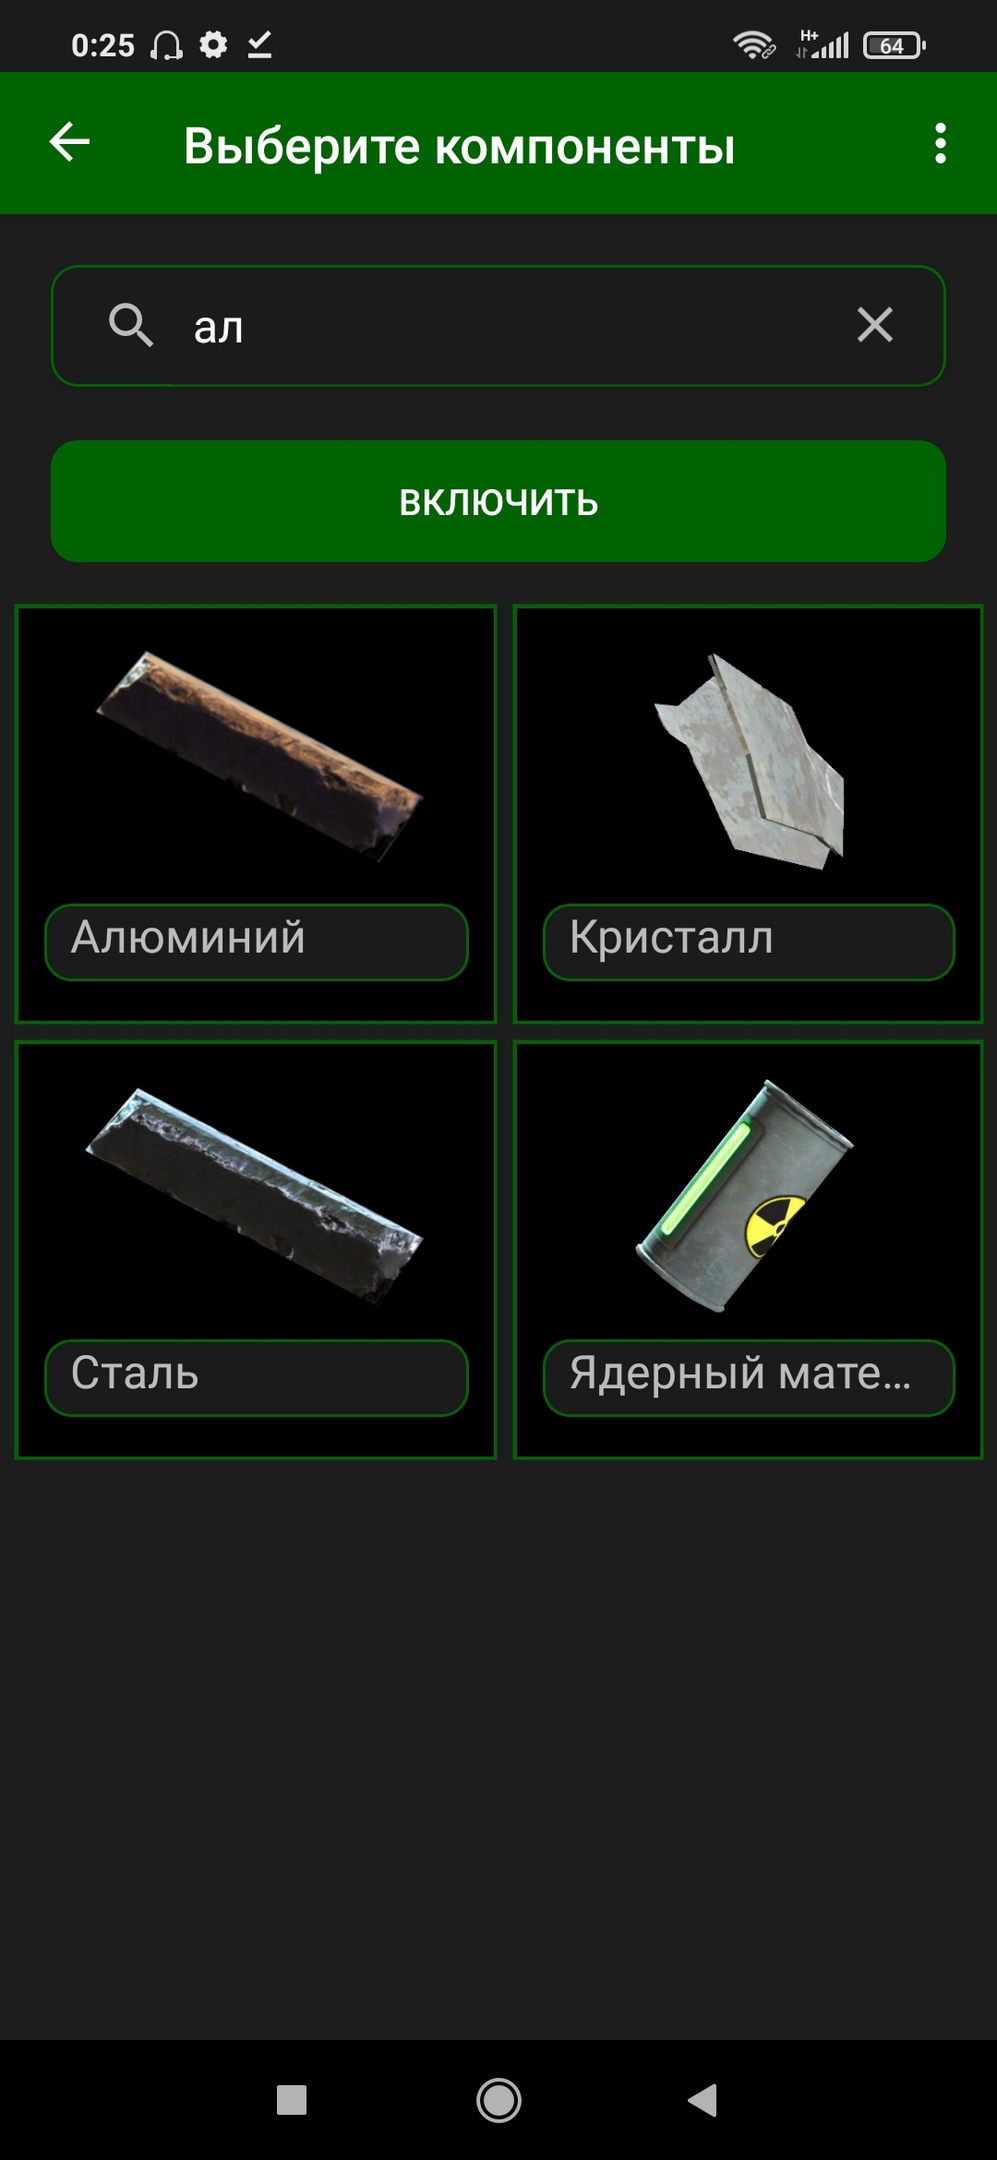 0:25
H+
64
Выберите компоненты
ал
ВКЛЮЧИТЬ
Алюминий
Кристалл
Сталь
Ядерный мате...